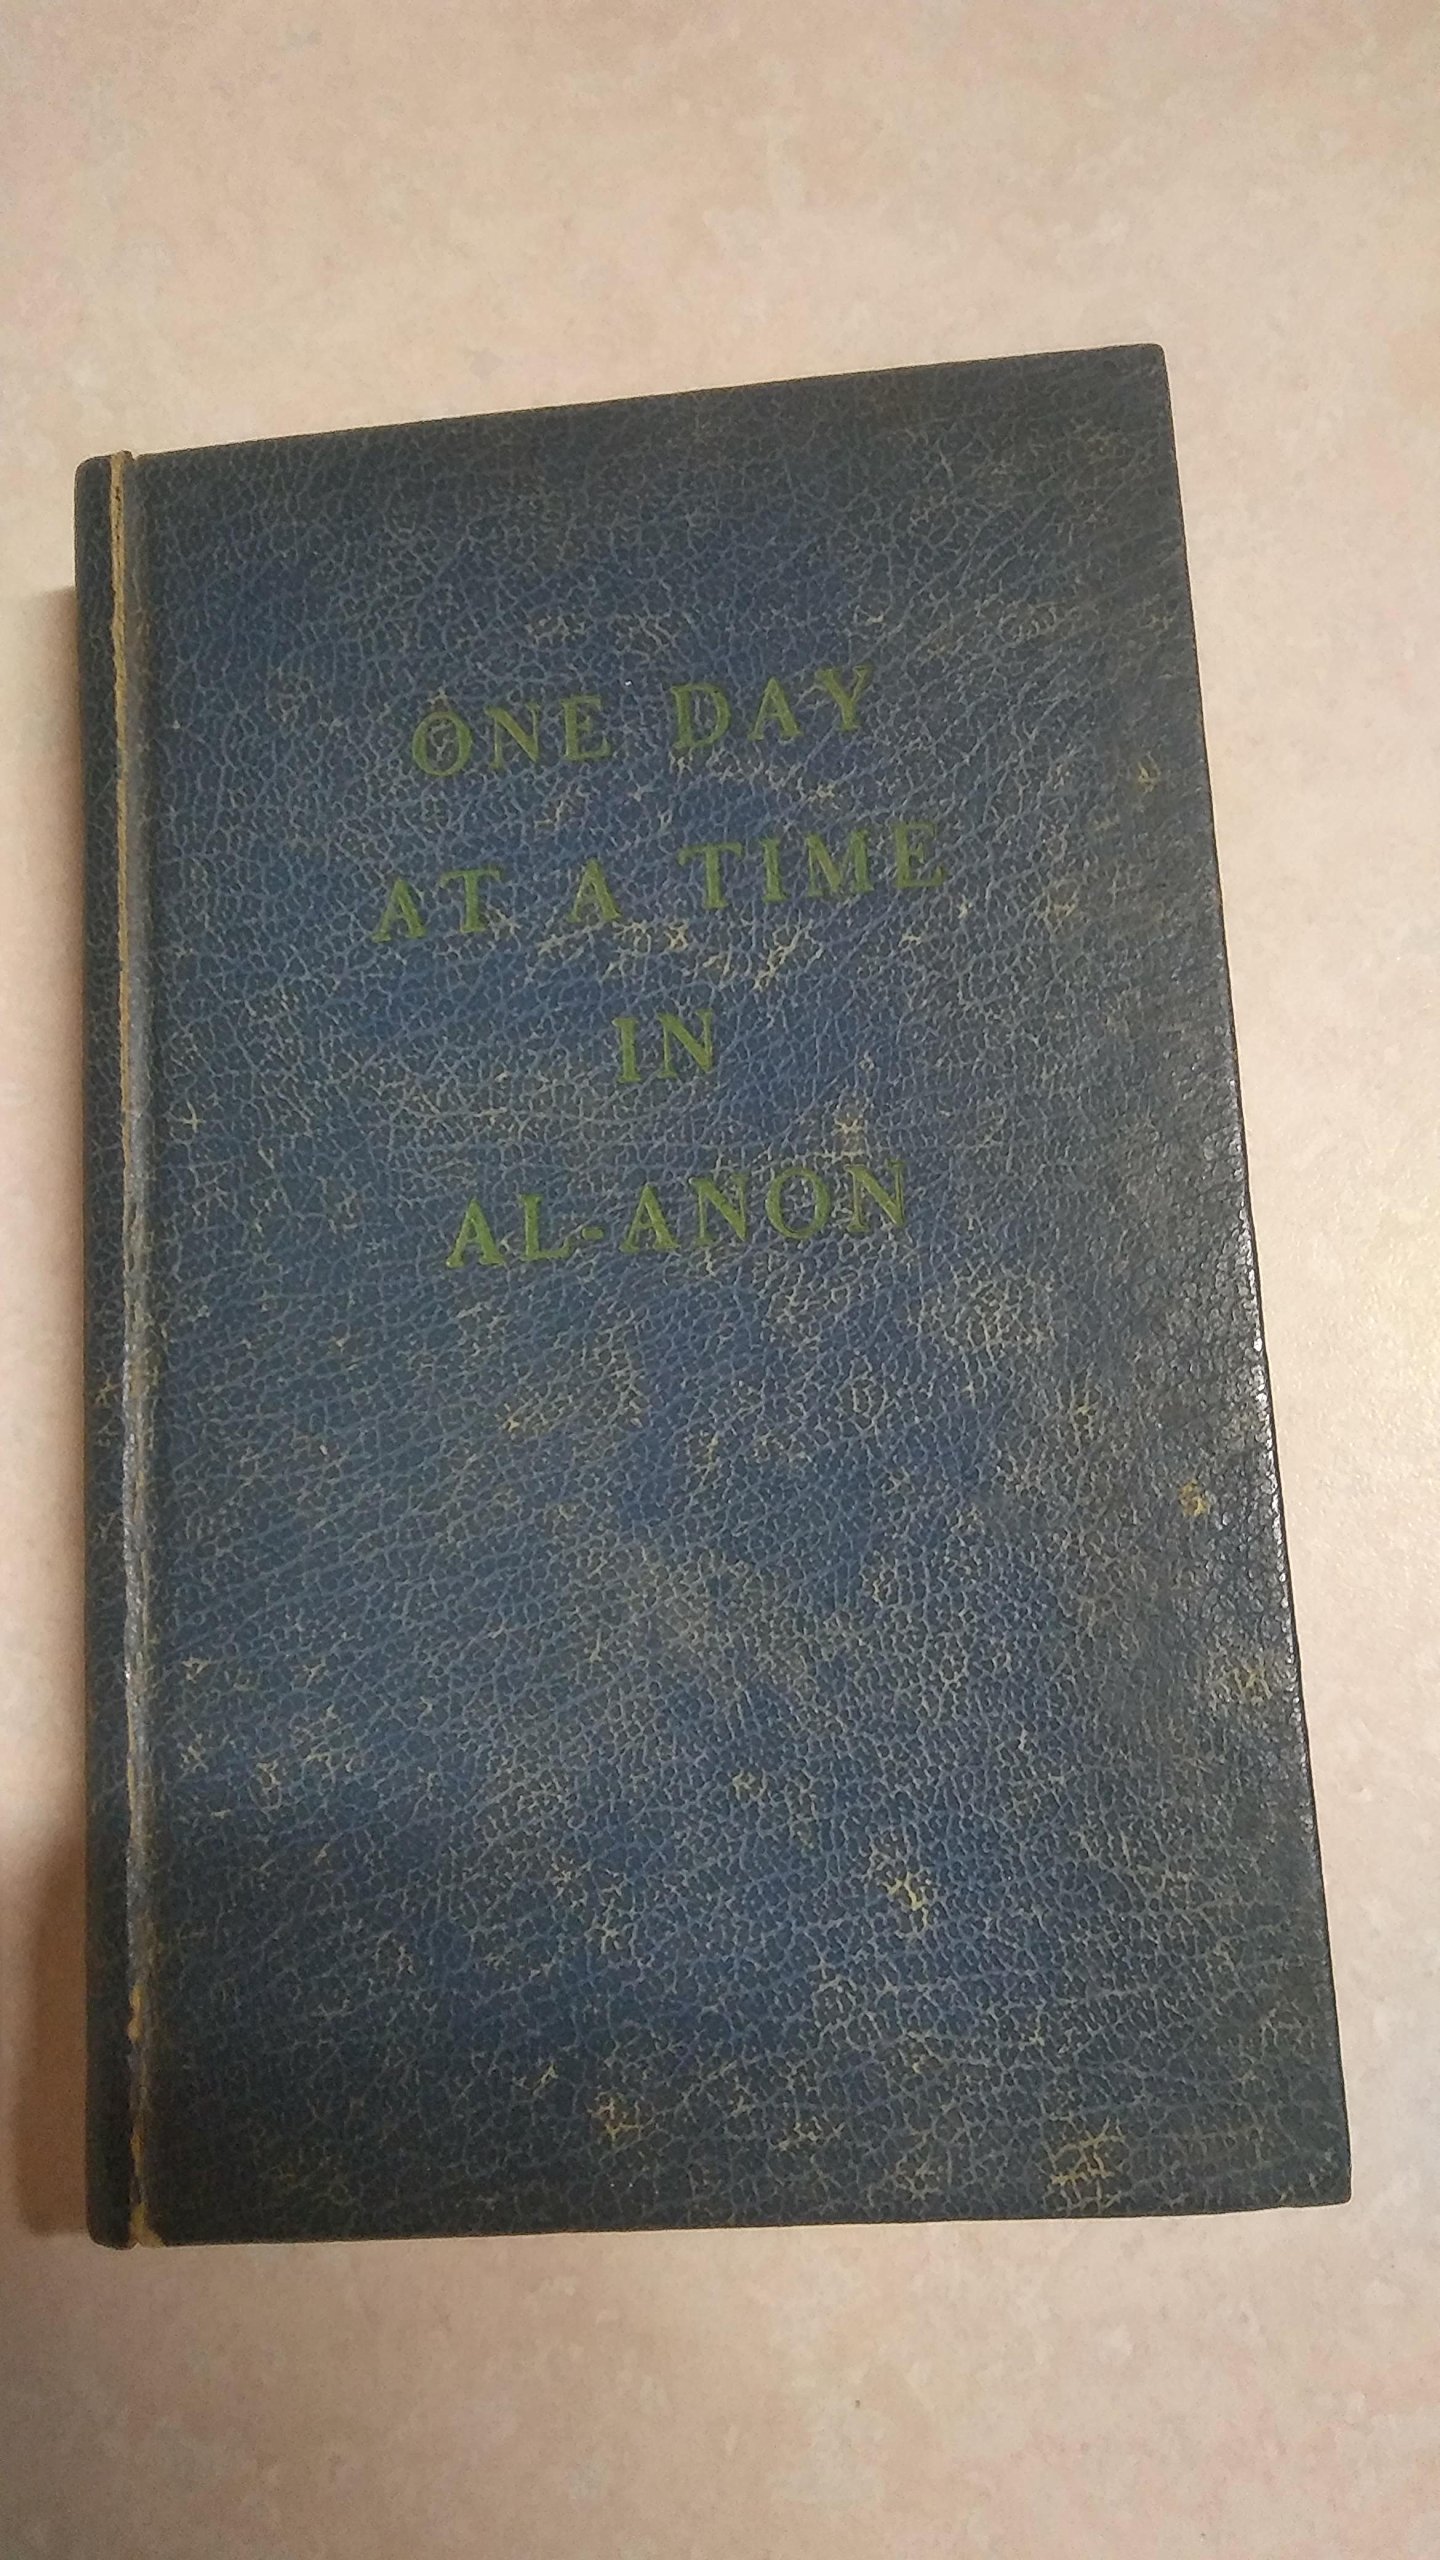 ONE DAY
AT A TIME
IN
AL-ANON